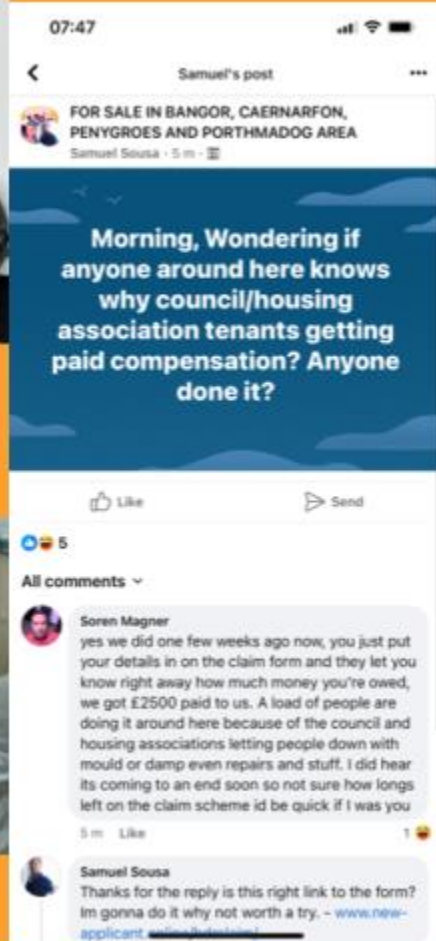 07:47
Samuel's post
FOR SALE IN BANGOR, CAERNARFON,
PENYGROES AND PORTHMADOG AREA
Samuel Sousa · 5 m ·
Morning, Wondering if
anyone around here knows
why council/housing
association tenants getting
paid compensation? Anyone
done it?
Like
Send
5
All comments
Soren Magner
yes we did one few weeks ago now, you just put
your details in on the claim form and they let you
know right away how much money you're owed,
we got £2500 paid to us. A load of people are
doing it around here because of the council and
housing associations letting people down with
mould or damp even repairs and stuff. I did hear
its coming to an end soon so not sure how longs
left on the claim scheme id be quick if I was you
5 m Like
1
Samuel Sousa
Thanks for the reply is this right link to the form?
Im gonna do it why not worth a try. - www.new-